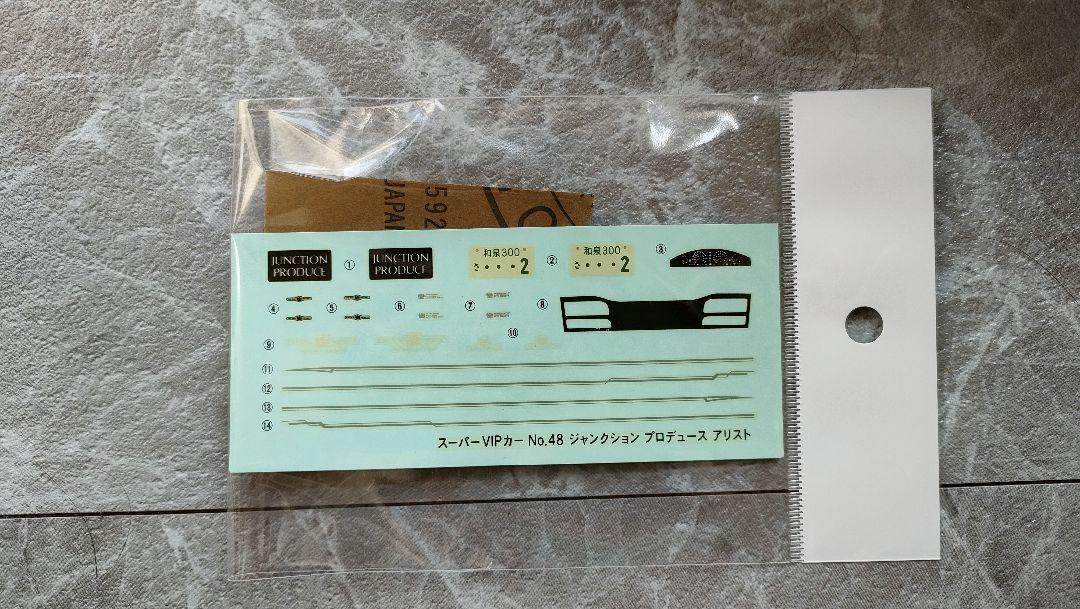 592
JAPAN
JUNCTION
PRODUCE
①
JUNCTION
PRODUCE
和泉300
さ・・・2
②
和泉300
さ・・・2
③
④
⑤
⑥
⑦
⑧
⑨
⑩
⑪
⑫
⑬
⑭
スーパーVIPカー No.48 ジャンクション プロデュース アリスト